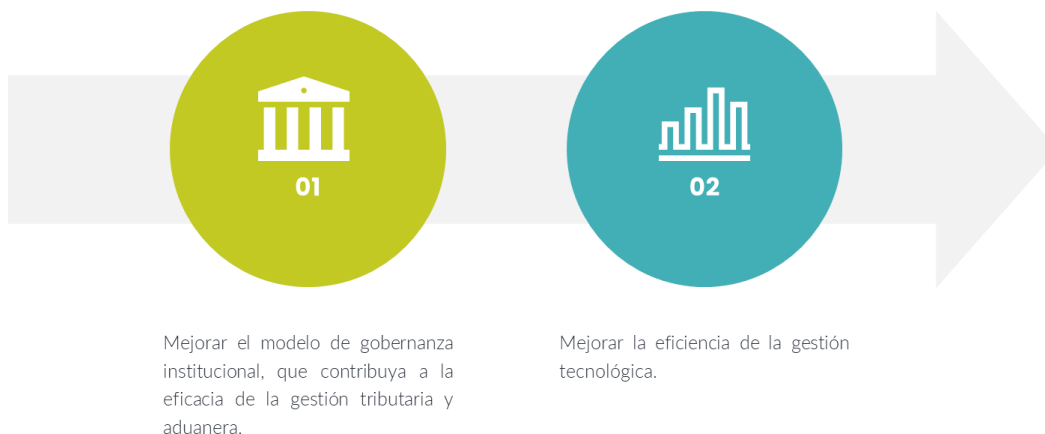 01
Mejorar el modelo de gobernanza
institucional, que contribuya a la
eficacia de la gestión tributaria y
aduanera.
02
Mejorar la eficiencia de la gestión
tecnológica.